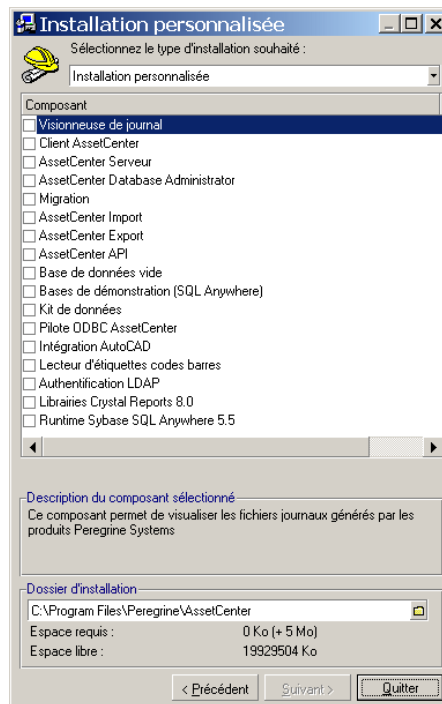 Installation personnalisée
Sélectionnez le type d'installation souhaité :
Installation personnalisée
Composant
Visionneuse de journal
Client AssetCenter
AssetCenter Serveur
AssetCenter Database Administrator
Migration
AssetCenter Import
AssetCenter Export
AssetCenter API
Base de données vide
Bases de démonstration (SQL Anywhere)
Kit de données
Pilote ODBC AssetCenter
Intégration AutoCAD
Lecteur d'étiquettes codes barres
Authentification LDAP
Librairies Crystal Reports 8.0
Runtime Sybase SQL Anywhere 5.5
Description du composant sélectionné
Ce composant permet de visualiser les fichiers journaux générés par les
produits Peregrine Systems
Dossier d'installation
C:\Program Files\Peregrine\AssetCenter
Espace requis : 0 Ko (+ 5 Mo)
Espace libre : 19929504 Ko
< Précédent Suivant > Quitter